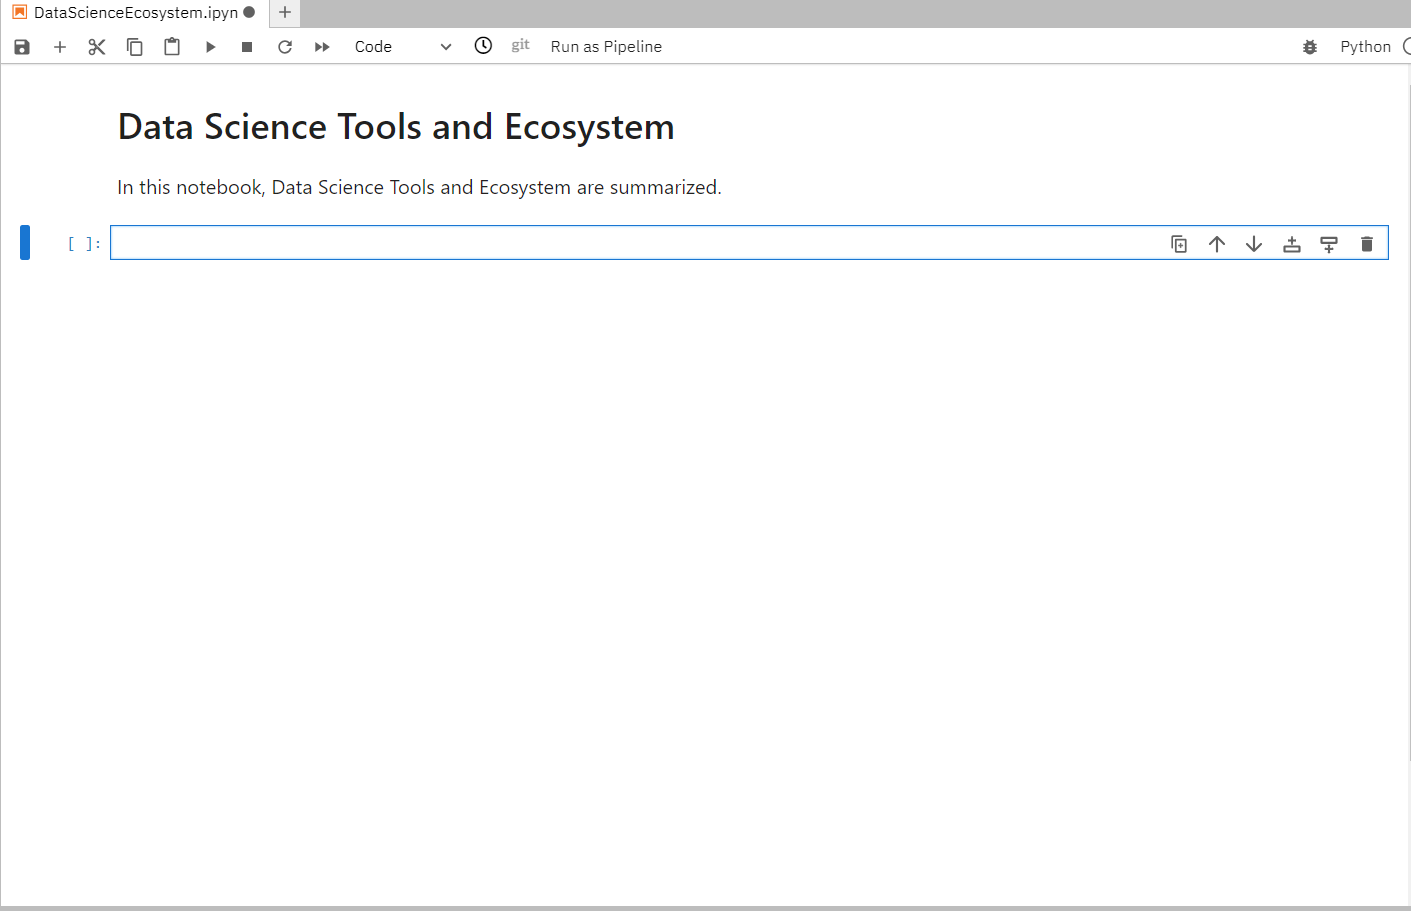 DataScienceEcosystem.ipyn
Code
git
Run as Pipeline
Python
Data Science Tools and Ecosystem
In this notebook, Data Science Tools and Ecosystem are summarized.
[ ]: